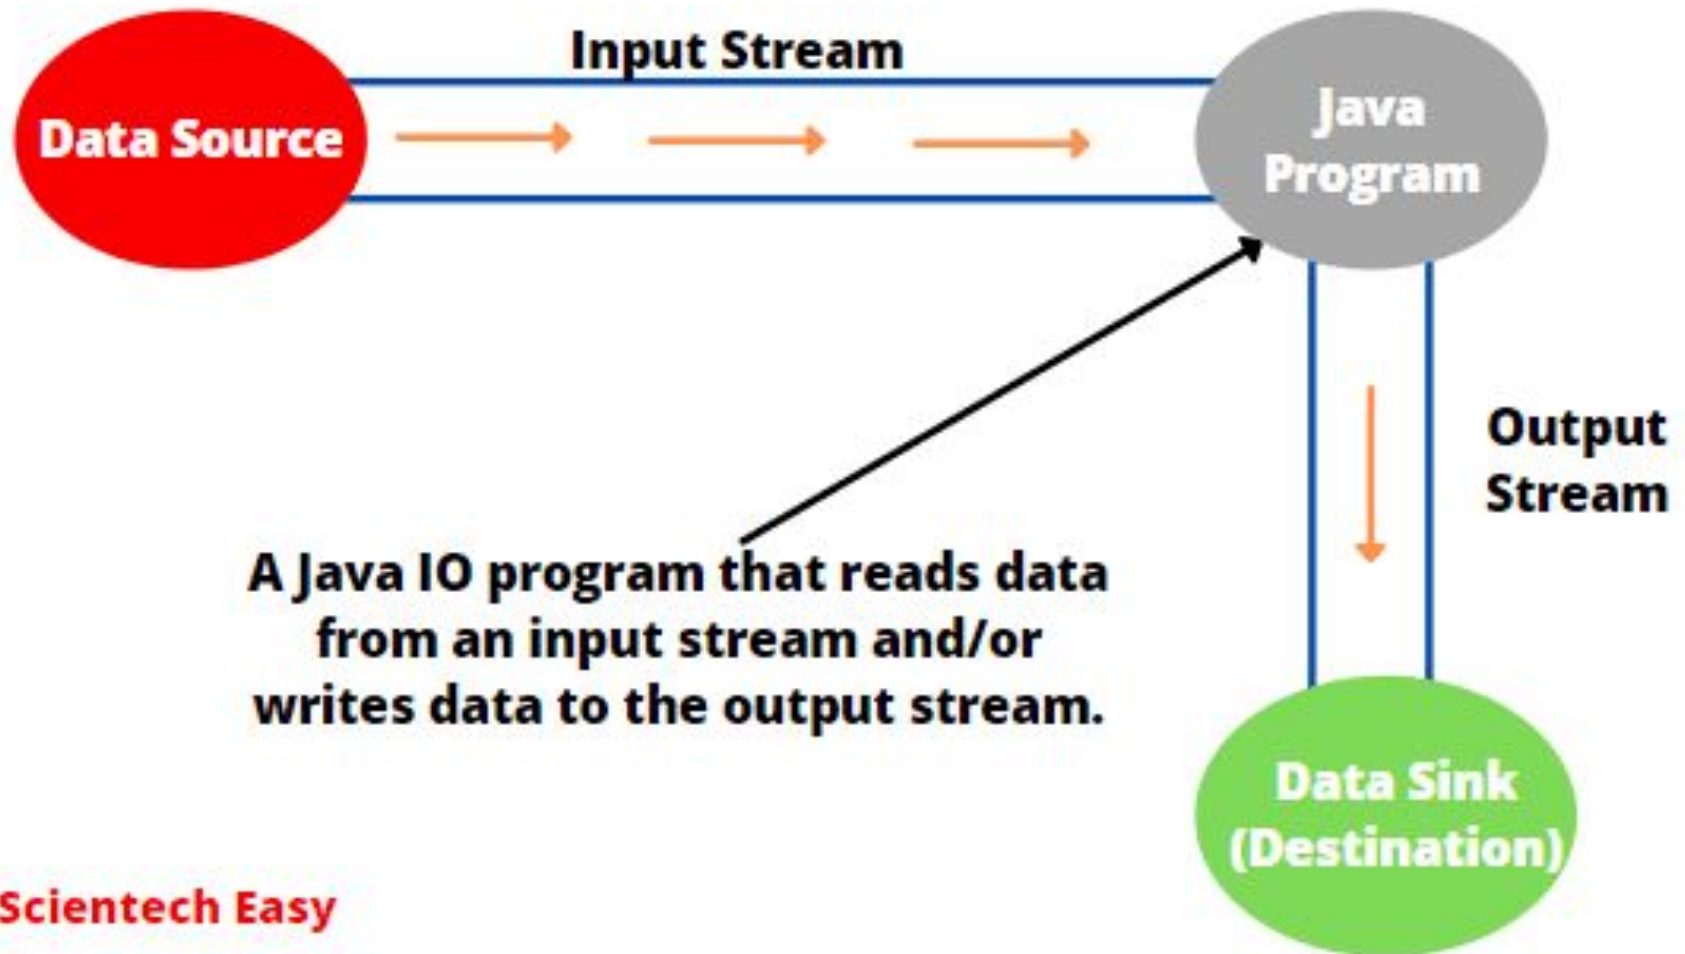 Input Stream
Data Source
Java
Program
Output
Stream
A Java IO program that reads data
from an input stream and/or
writes data to the output stream.
Data Sink
(Destination)
Scientech Easy